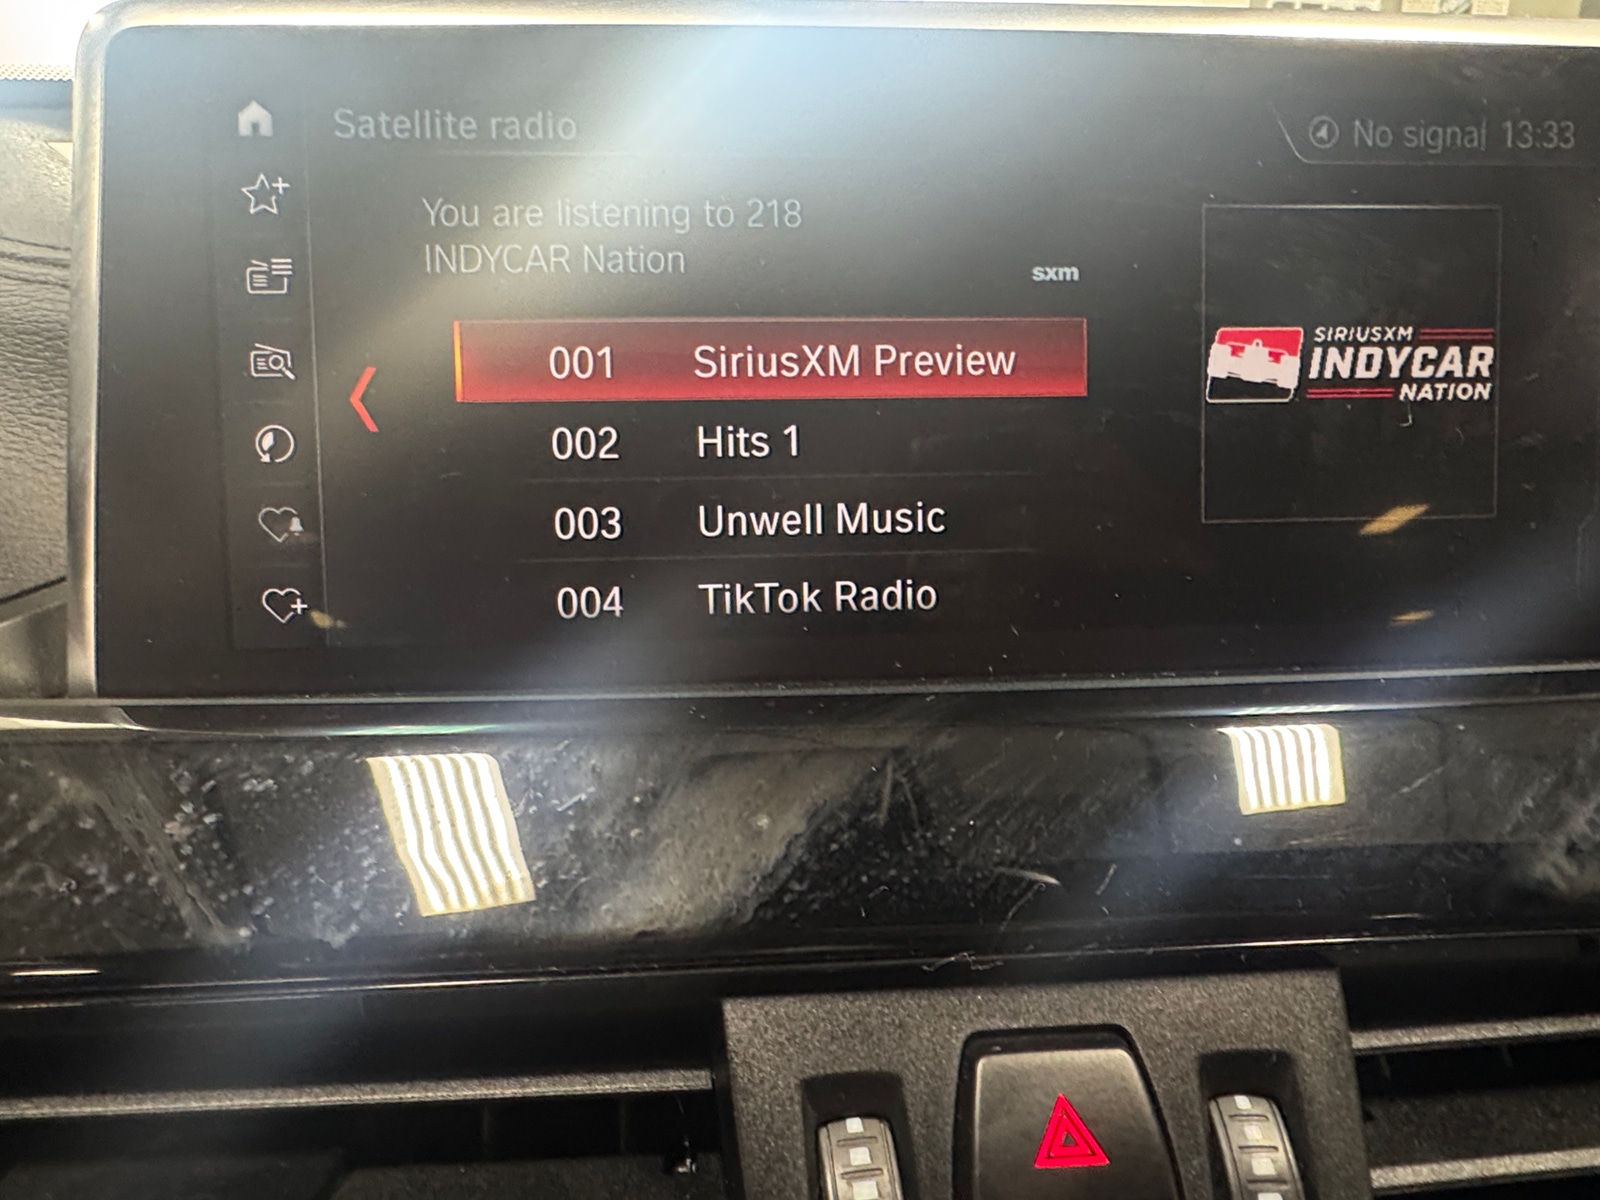 Satellite radio
No signal 13:33
You are listening to 218
INDYCAR Nation
sxm
001 SiriusXM Preview
002 Hits 1
003 Unwell Music
004 TikTok Radio
SIRIUSXM
INDYCAR
NATION